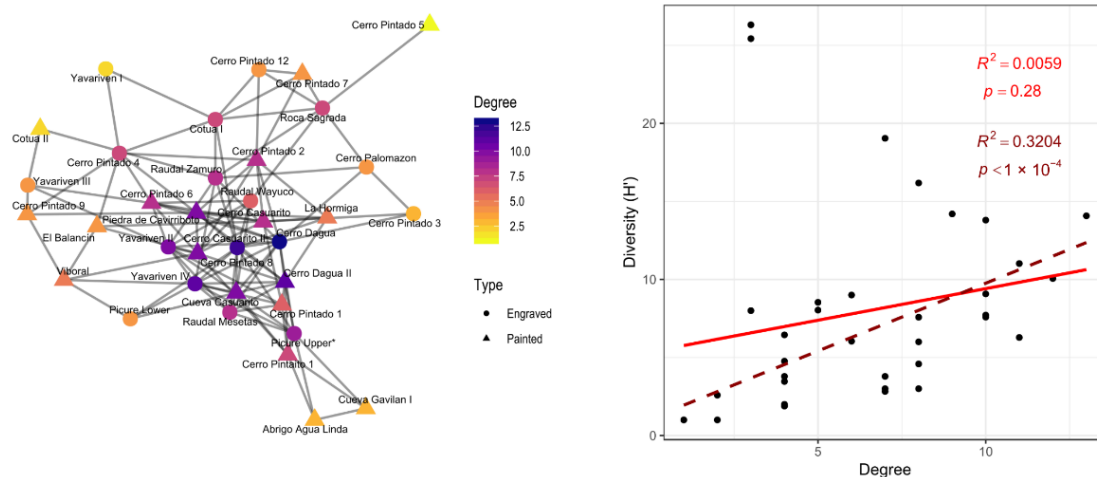 Cerro Pintado 5
Cerro Pintado 12
Yavariven I
Cerro Pintado 7
Roca Sagrada
Cotua I
Cotua II
Cerro Pintado 4
Cerro Pintado 2
Cerro Palomazon
Raudal Zamuro
Yavariven III
Cerro Pintado 6
Raudal Wayuco
Cerro Pintado 9
Piedra de Cavirriboto
Cerro Casuarito
La Hormiga
Cerro Pintado 3
El Balancin
Yavariven II
Cerro Casuarito II
Cerro Dagua
Cerro Pintado 8
Viboral
Yavariven IV
Cerro Dagua II
Cueva Casuarito
Picure Lower
Raudal Mesetas
Cerro Pintado 1
Picure Upper*
Cerro Pintaito 1
Cueva Gavilan I
Abrigo Agua Linda
Degree
12.5
10.0
7.5
5.0
2.5
Type
Engraved
Painted
R² = 0.0059
p = 0.28
R² = 0.3204
p < 1 × 10⁻⁴
Diversity (H')
20
10
0
5
10
Degree